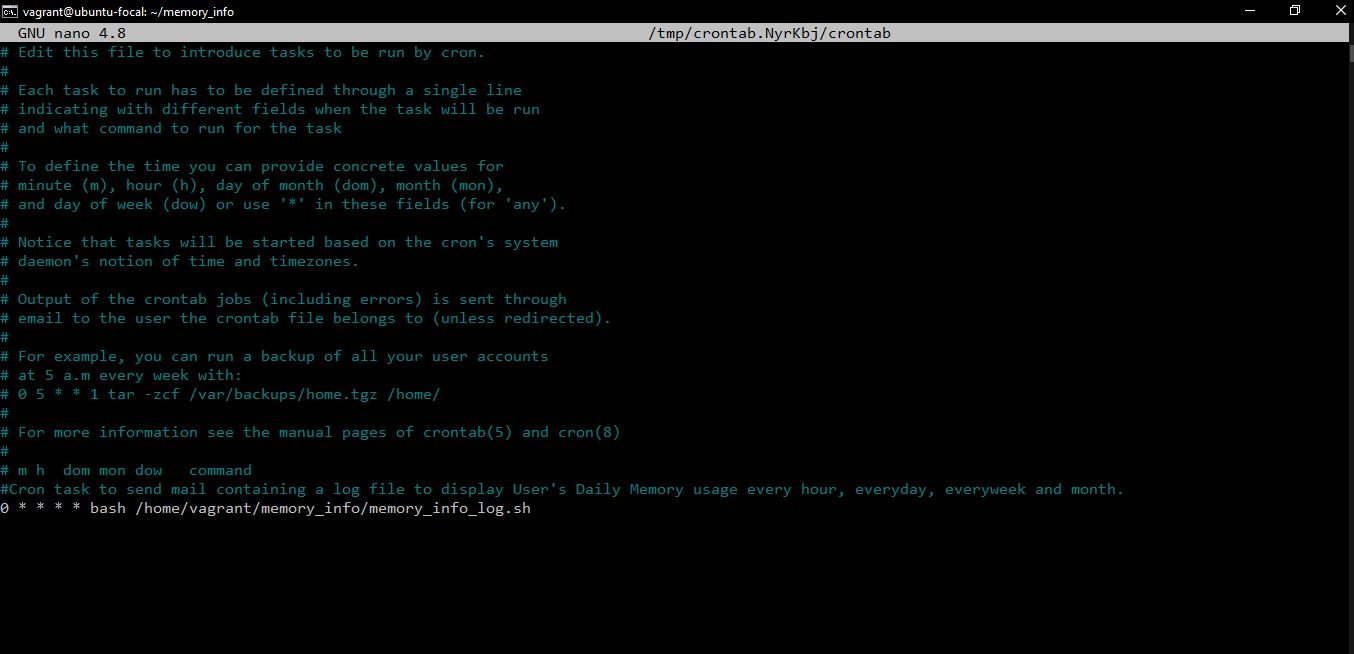 vagrant@ubuntu-focal: ~/memory_info
GNU nano 4.8 /tmp/crontab.NyrKbj/crontab
# Edit this file to introduce tasks to be run by cron.
#
# Each task to run has to be defined through a single line
# indicating with different fields when the task will be run
# and what command to run for the task
#
# To define the time you can provide concrete values for
# minute (m), hour (h), day of month (dom), month (mon),
# and day of week (dow) or use '*' in these fields (for 'any').
#
# Notice that tasks will be started based on the cron's system
# daemon's notion of time and timezones.
#
# Output of the crontab jobs (including errors) is sent through
# email to the user the crontab file belongs to (unless redirected).
#
# For example, you can run a backup of all your user accounts
# at 5 a.m every week with:
# 0 5 * * 1 tar -zcf /var/backups/home.tgz /home/
#
# For more information see the manual pages of crontab(5) and cron(8)
#
# m h  dom mon dow   command
#Cron task to send mail containing a log file to display User's Daily Memory usage every hour, everyday, everyweek and month.
0 * * * * bash /home/vagrant/memory_info/memory_info_log.sh